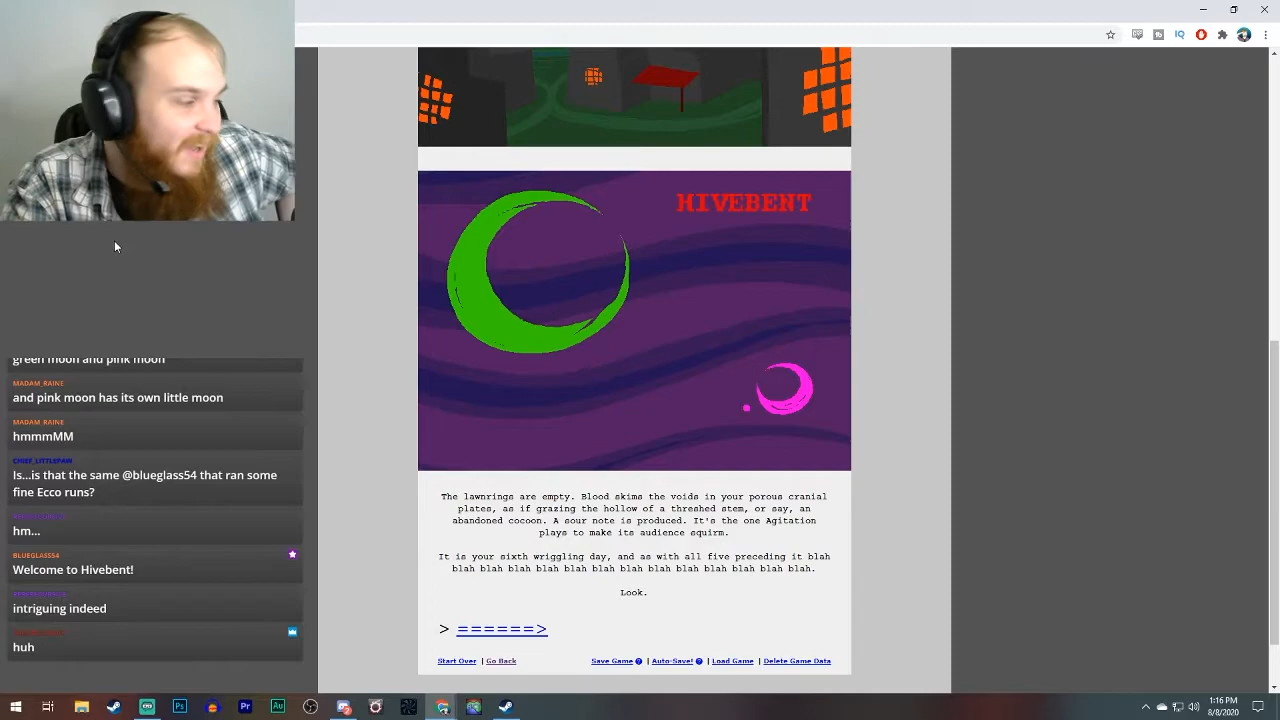 HIVEBENT
green moon and pink moon
MADAM_RAINE
and pink moon has its own little moon
MADAM_RAINE
hmmmMM
CHIEF_LITTLEPAW
Is...is that the same @blueglass54 that ran some
fine Ecco runs?
hm...
BLUEGLASS54
Welcome to Hivebent!
intriguing indeed
huh
The lawnrings are empty. Blood skims the voids in your porous cranial
plates, as if grazing the hollow of a threshed stem, or say, an
abandoned cocoon. A sour note is produced. It's the one Agitation
plays to make its audience squirm.
It is your sixth wriggling day, and as with all five preceding it blah
blah blah blah blah blah blah blah blah blah blah blah blah.
Look.
> ======>
Start Over | Go Back Save Game ? | Auto-Save! ? | Load Game | Delete Game Data
1:16 PM
8/8/2020